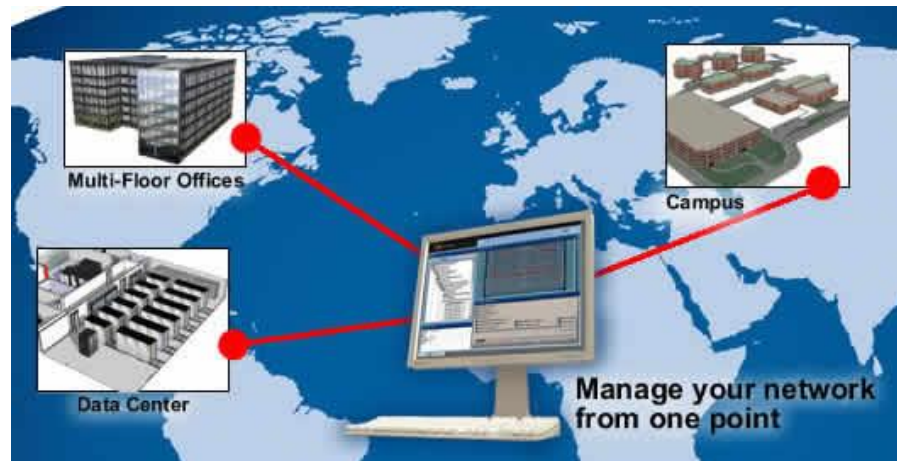 Multi-Floor Offices
Campus
Data Center
Manage your network
from one point